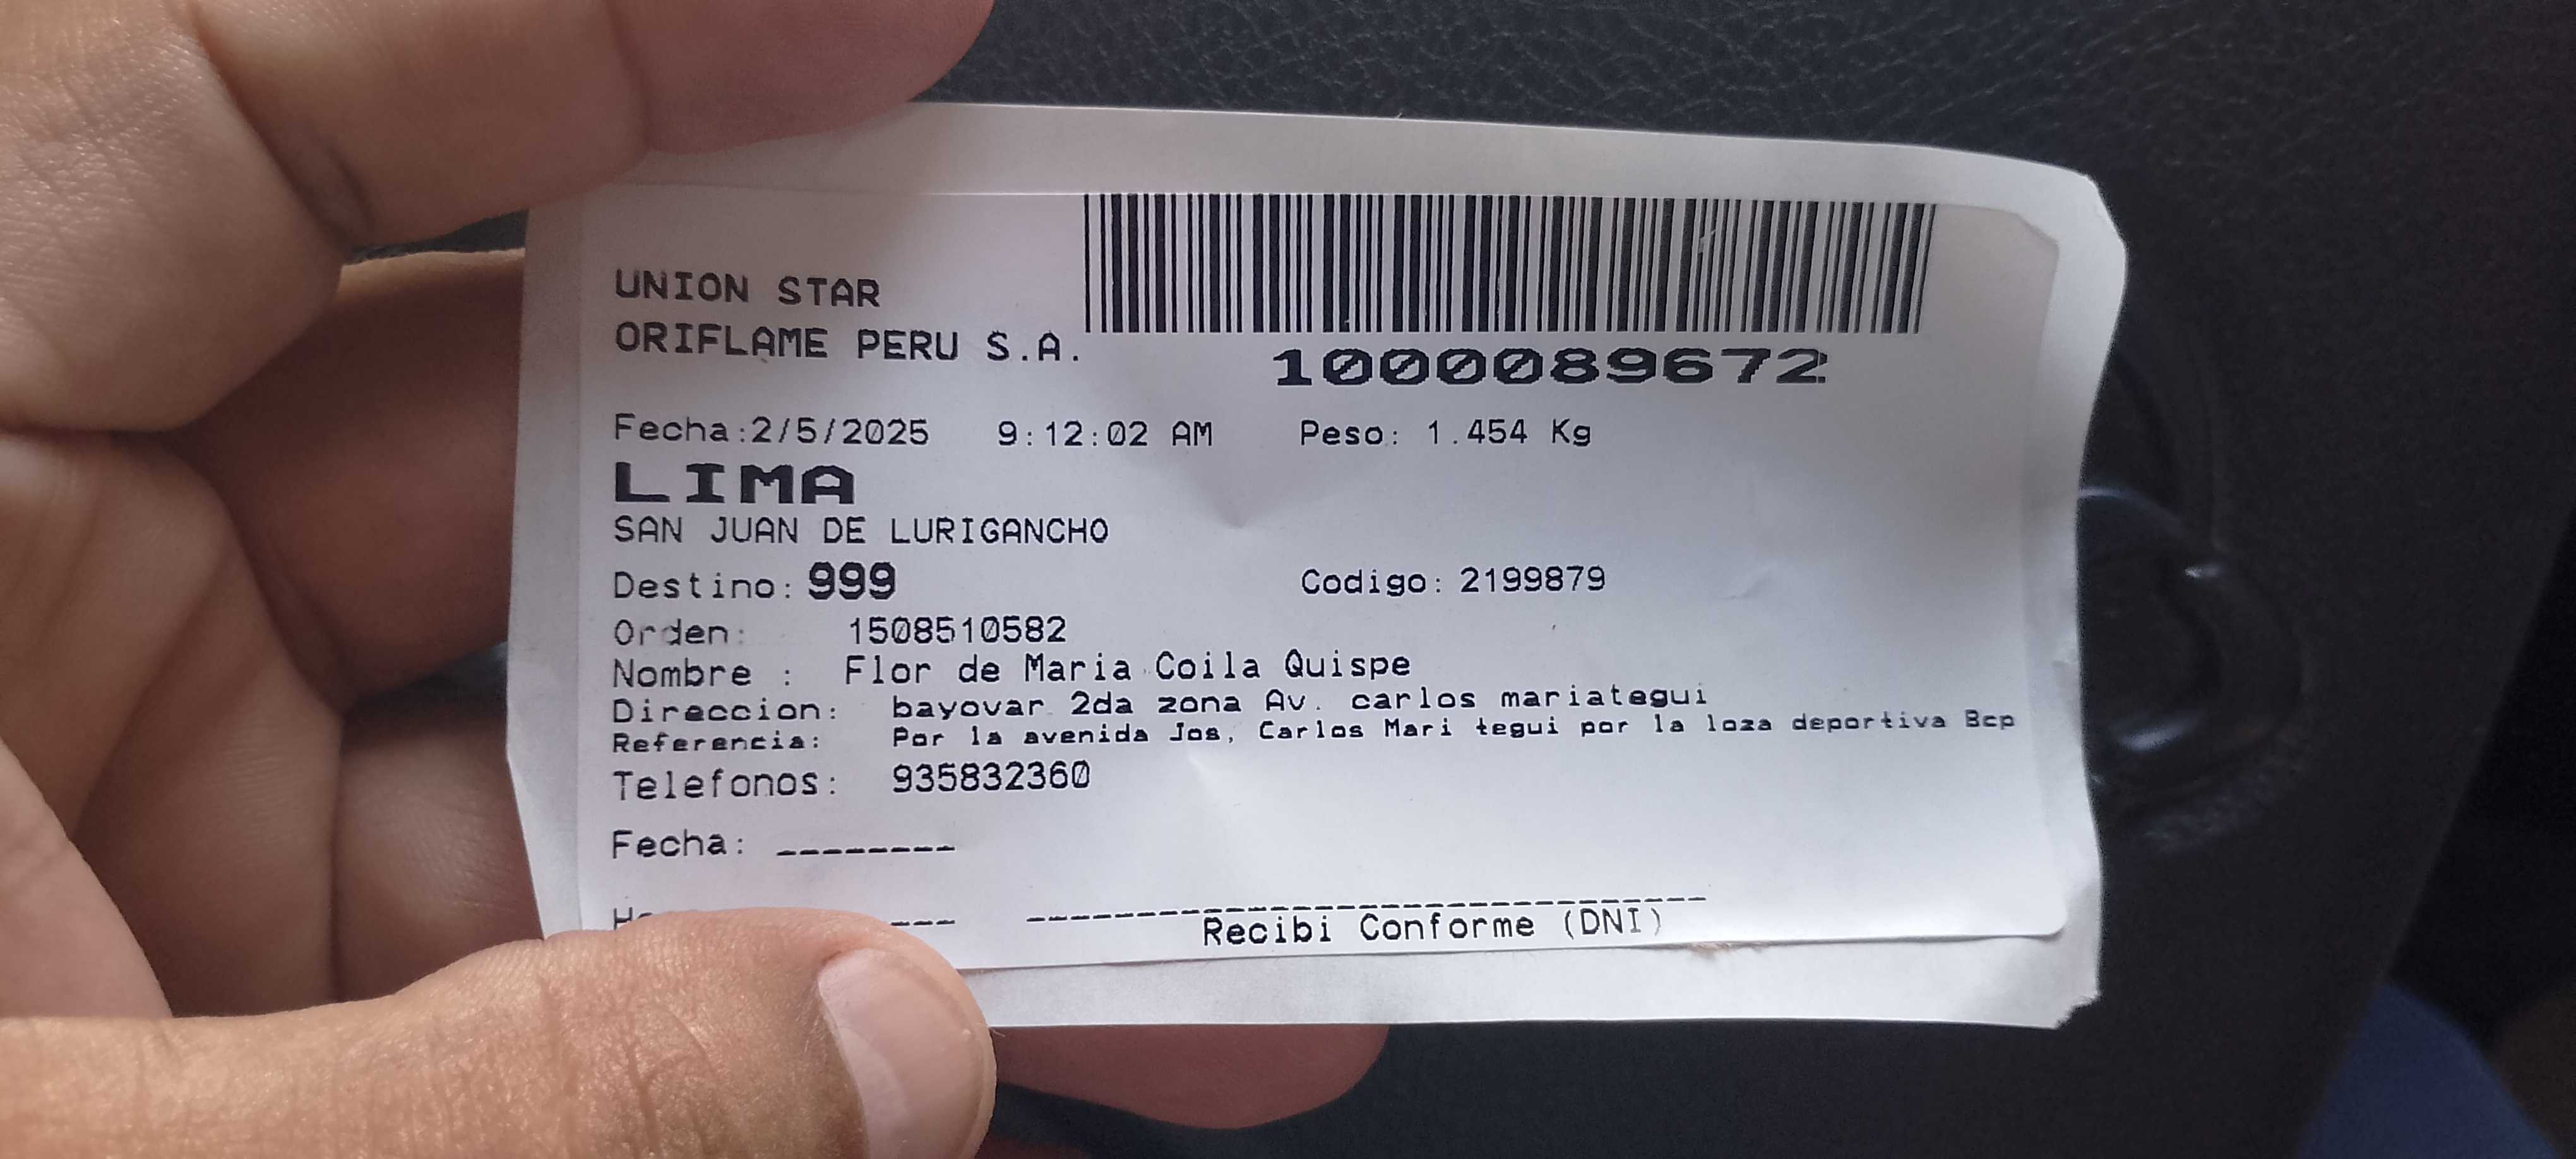 UNION STAR
ORIFLAME PERU S.A.
1000089672
Fecha:2/5/2025 9:12:02 AM Peso: 1.454 Kg
LIMA
SAN JUAN DE LURIGANCHO
Destino: 999 Codigo: 2199879
Orden: 1508510582
Nombre : Flor de Maria Coila Quispe
Direccion: bayovar 2da zona Av. carlos mariategui
Referencia: Por la avenida Jos, Carlos Mari tegui por la loza deportiva Bcp
Telefonos: 935832360
Fecha: --------
Recibi Conforme (DNI)